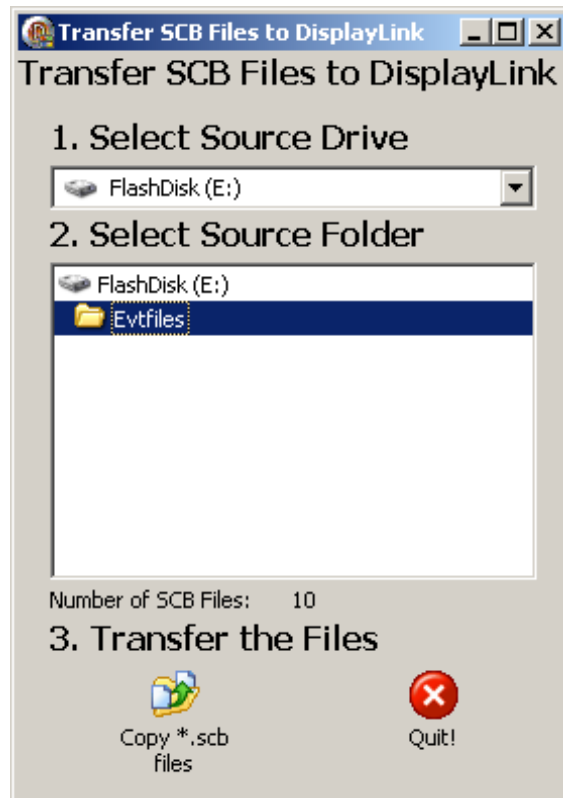 Transfer SCB Files to DisplayLink
Transfer SCB Files to DisplayLink
1. Select Source Drive
FlashDisk (E:)
2. Select Source Folder
FlashDisk (E:)
Evtfiles
Number of SCB Files: 10
3. Transfer the Files
Copy *.scb Quit!
files